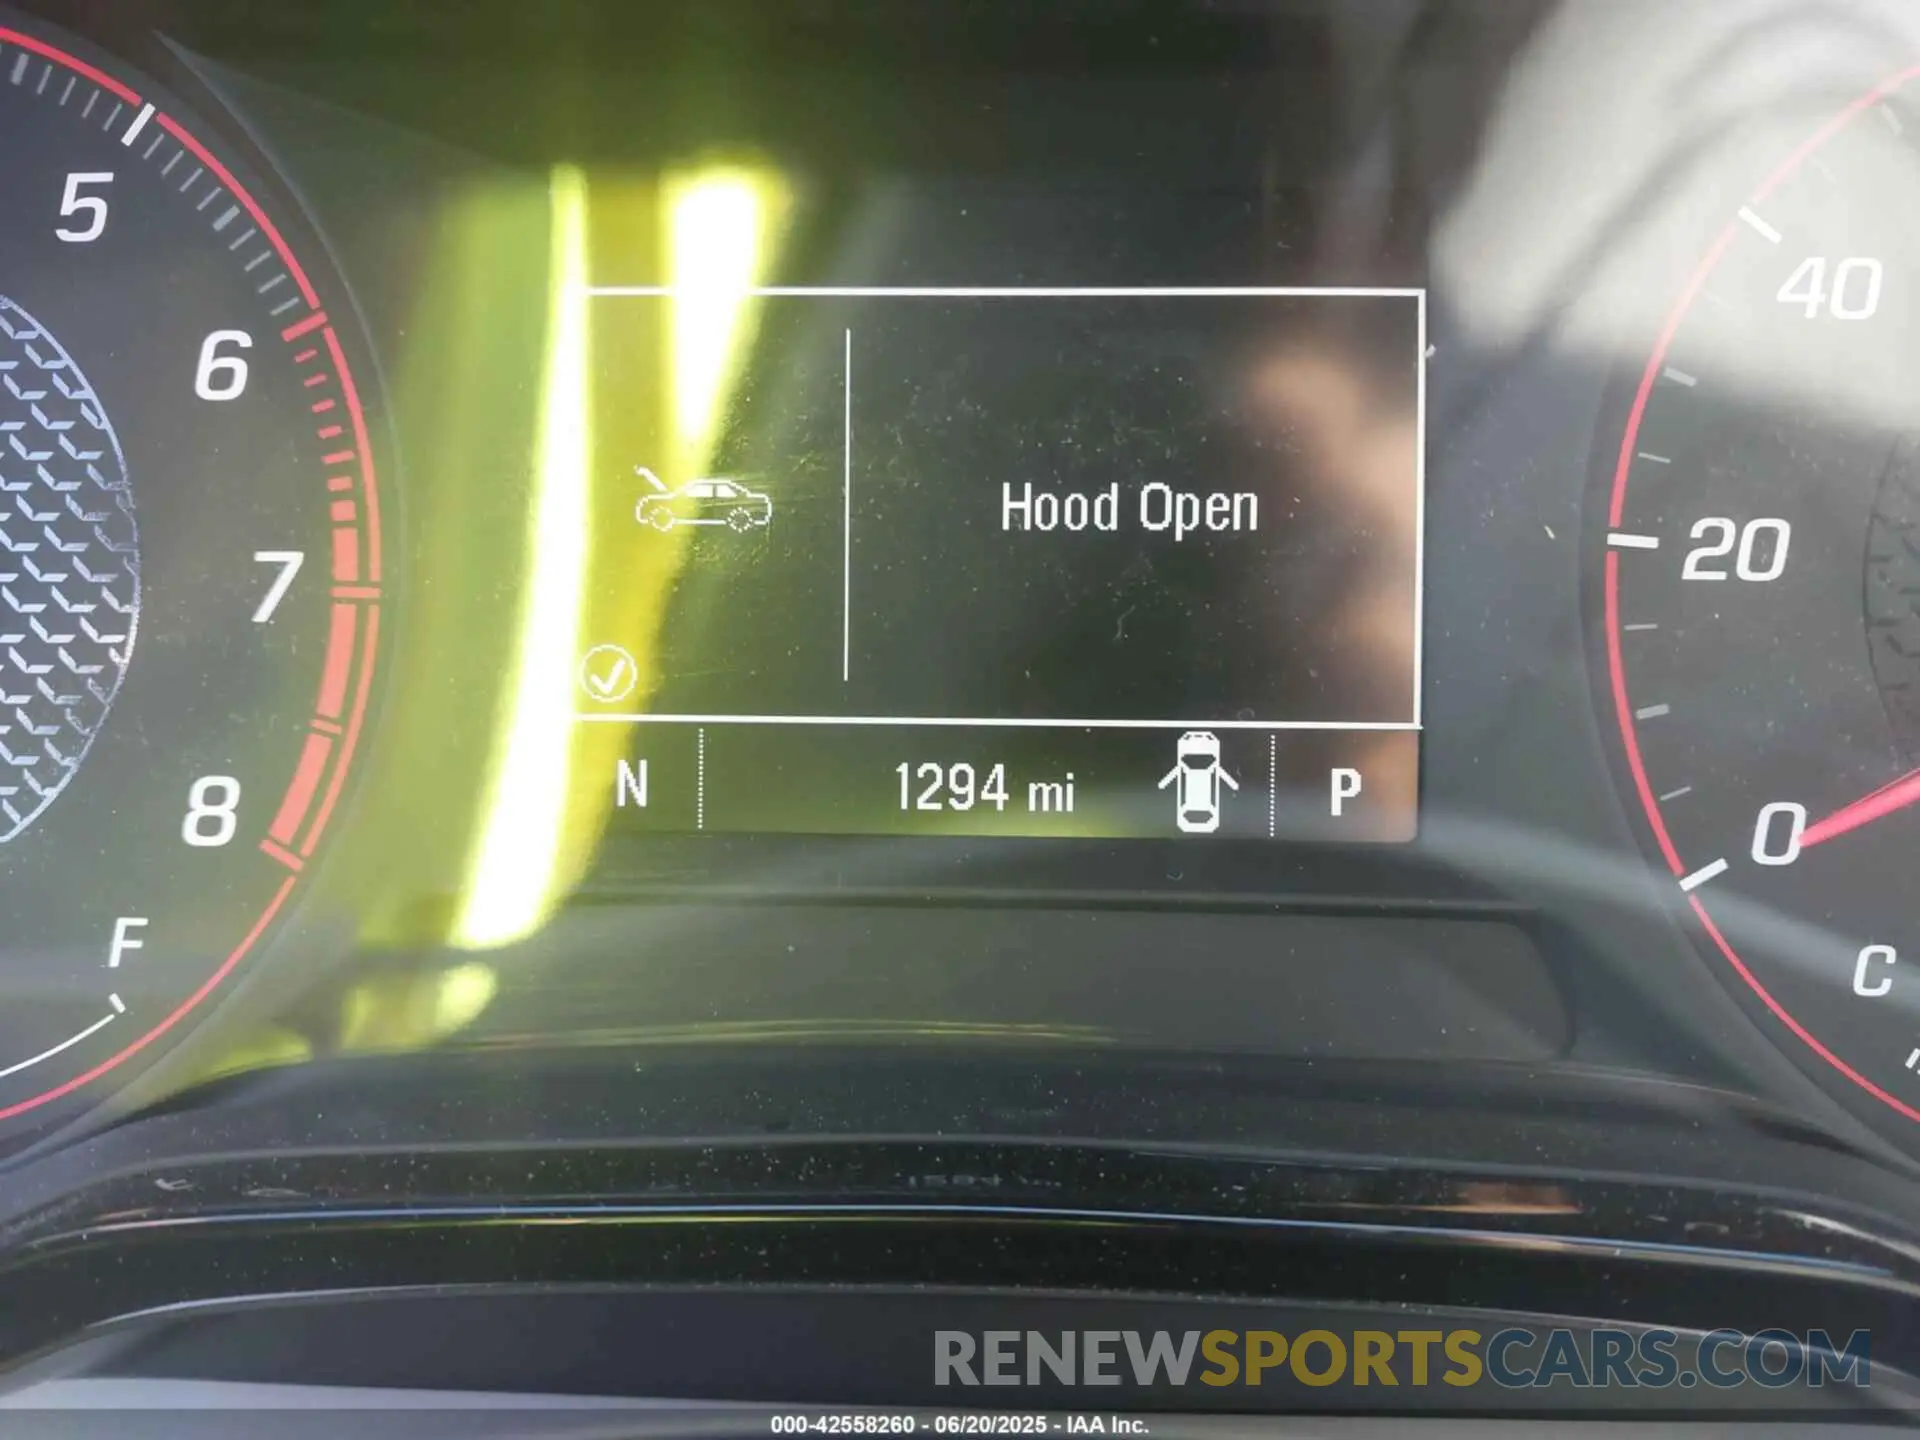 5
6
7
8
F
Hood Open
N
1294 mi
P
40
20
0
C
RENEWSPORTSCARS.COM
000-42558260 - 06/20/2025 - IAA Inc.